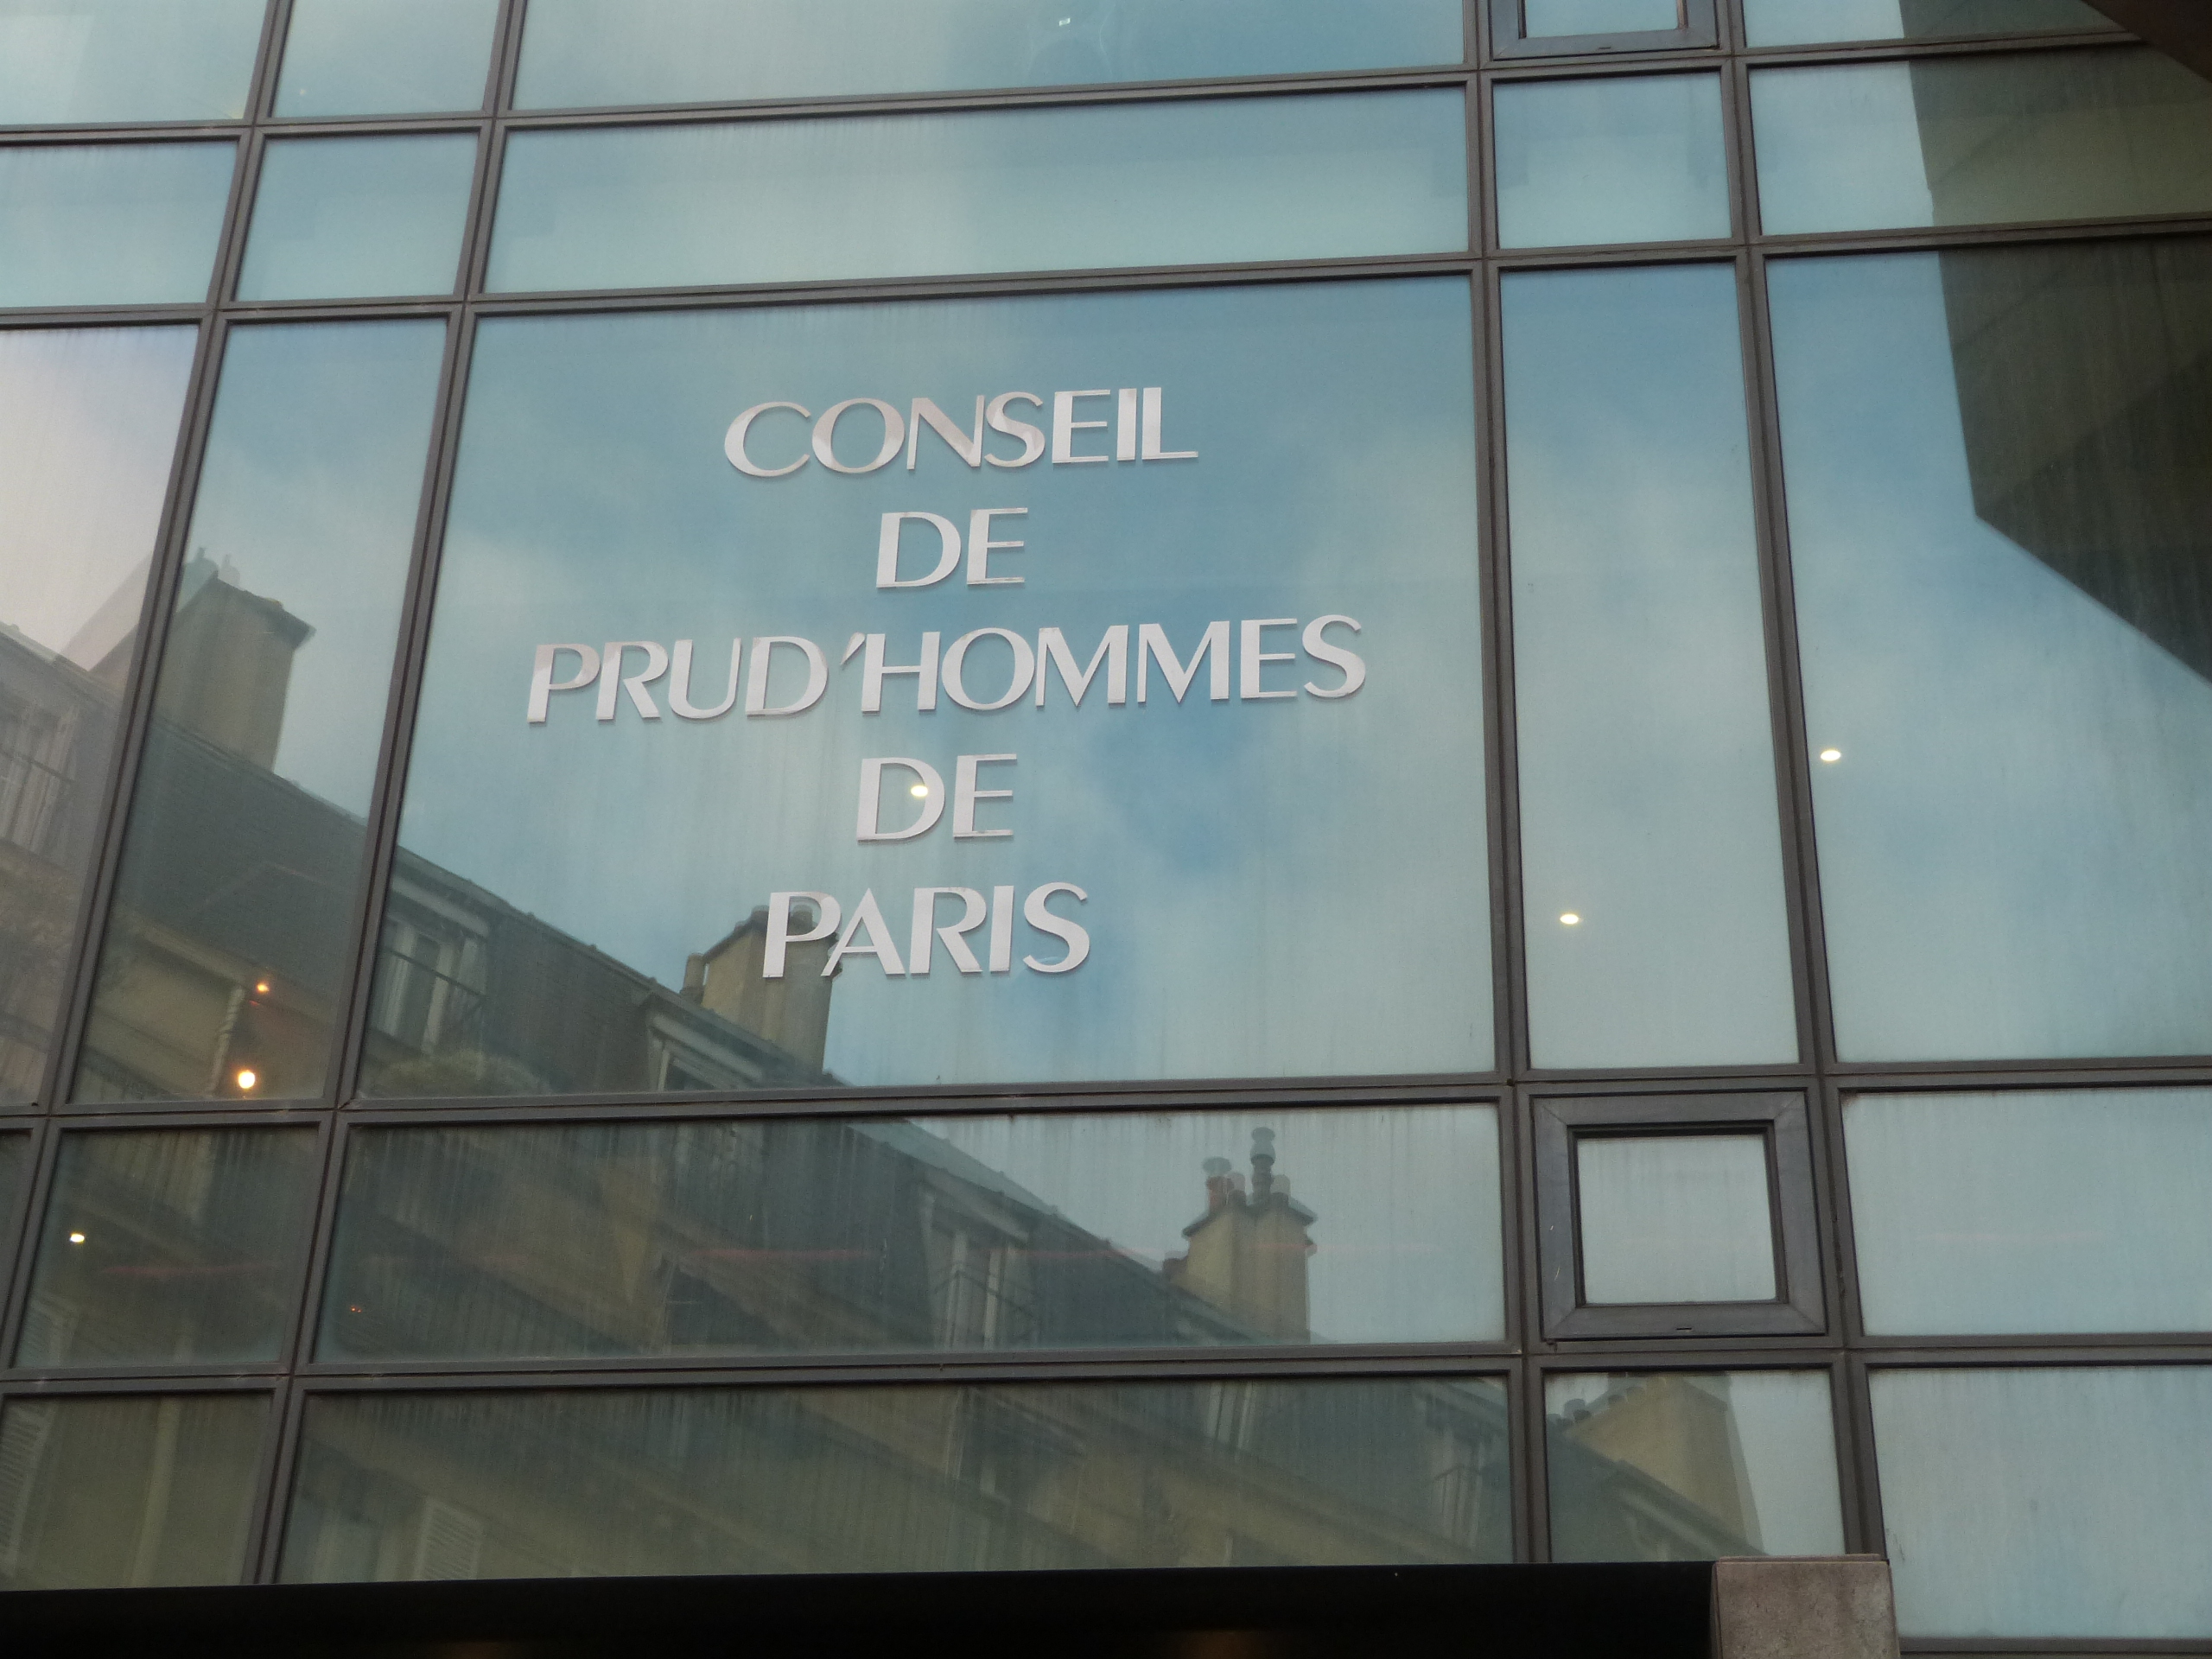 CONSEIL
DE
PRUD'HOMMES
DE
PARIS